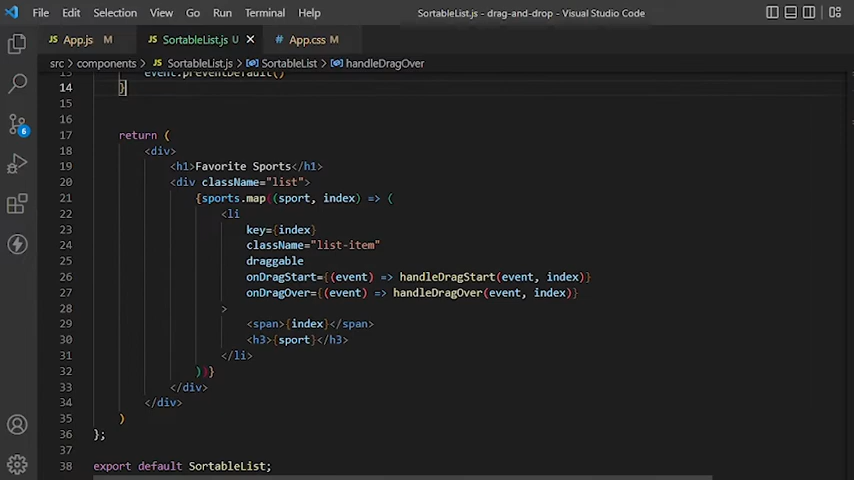 File Edit Selection View Go Run Terminal Help SortableList.js - drag-and-drop - Visual Studio Code
App.js M SortableList.js U App.css M
src > components > SortableList.js > SortableList > handleDragOver
13 event.preventDefault()
14 }
15
16
17 return (
18 <div>
19 <h1>Favorite Sports</h1>
20 <div className="list">
21 {sports.map((sport, index) => (
22 <li
23 key={index}
24 className="list-item"
25 draggable
26 onDragStart={(event) => handleDragStart(event, index)}
27 onDragOver={(event) => handleDragOver(event, index)}
28 >
29 <span>{index}</span>
30 <h3>{sport}</h3>
31 </li>
32 ))}
33 </div>
34 </div>
35 )
36 };
37
38 export default SortableList;
6